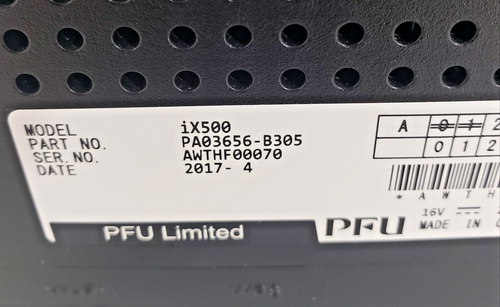 MODEL iX500
PART NO. PA03656-B305
SER.NO. AWTHF00070
DATE 2017- 4
A 0 1 2
0 1 2
* A W T H
16V
PFU Limited
PFU MADE IN